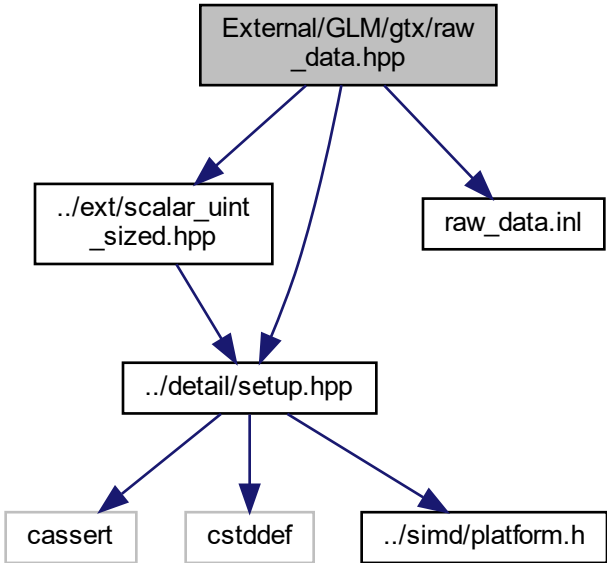 External/GLM/gtx/raw
_data.hpp
../ext/scalar_uint
_sized.hpp
raw_data.inl
../detail/setup.hpp
cassert
cstddef
../simd/platform.h